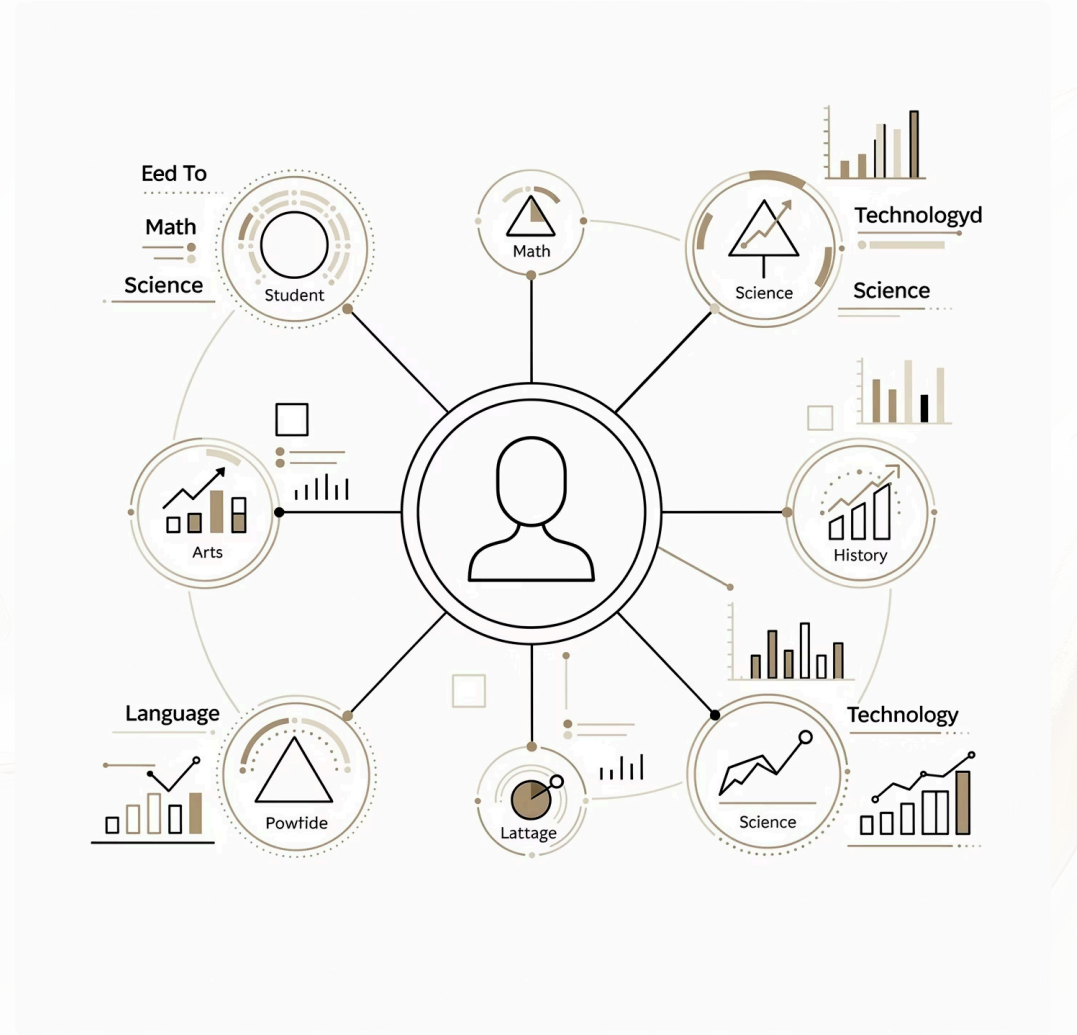 Eed To
Math
Science
Student
Math
Science
Technologyd
Science
Arts
History
Language
Powtide
Lattage
Science
Technology